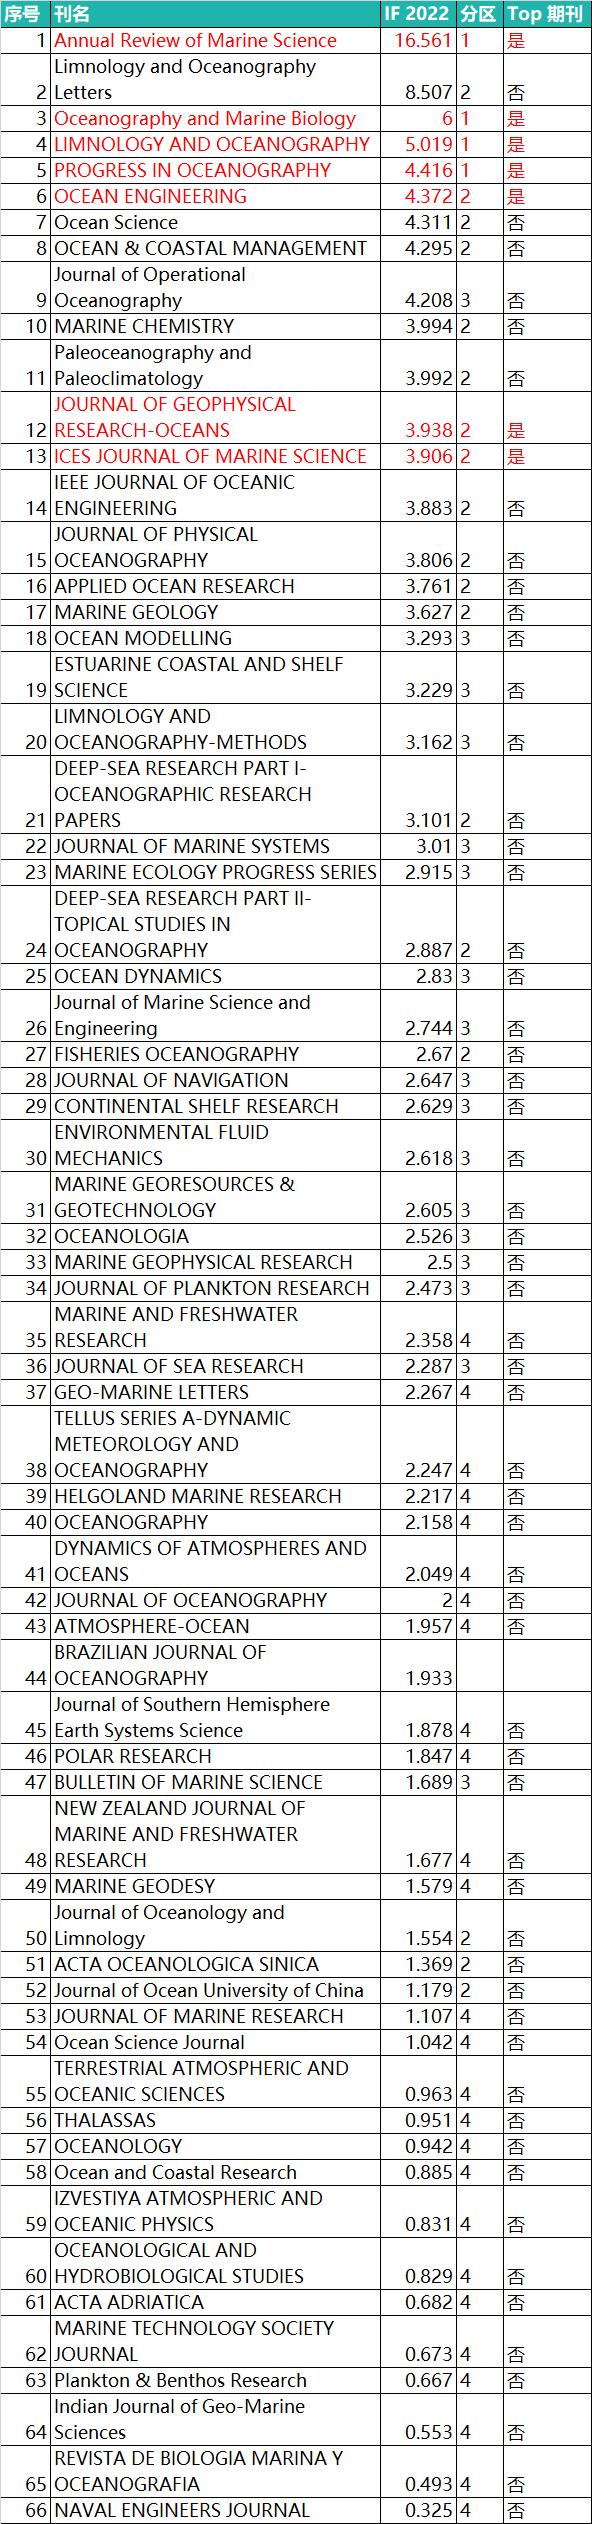 序号 刊名 IF 2022 分区 Top 期刊
1 Annual Review of Marine Science 16.561 1 是
Limnology and Oceanography
2 Letters 8.507 2 否
3 Oceanography and Marine Biology 6 1 是
4 LIMNOLOGY AND OCEANOGRAPHY 5.019 1 是
5 PROGRESS IN OCEANOGRAPHY 4.416 1 是
6 OCEAN ENGINEERING 4.372 2 是
7 Ocean Science 4.311 2 否
8 OCEAN & COASTAL MANAGEMENT 4.295 2 否
Journal of Operational
9 Oceanography 4.208 3 否
10 MARINE CHEMISTRY 3.994 2 否
Paleoceanography and
11 Paleoclimatology 3.992 2 否
JOURNAL OF GEOPHYSICAL
12 RESEARCH-OCEANS 3.938 2 是
13 ICES JOURNAL OF MARINE SCIENCE 3.906 2 是
IEEE JOURNAL OF OCEANIC
14 ENGINEERING 3.883 2 否
JOURNAL OF PHYSICAL
15 OCEANOGRAPHY 3.806 2 否
16 APPLIED OCEAN RESEARCH 3.761 2 否
17 MARINE GEOLOGY 3.627 2 否
18 OCEAN MODELLING 3.293 3 否
ESTUARINE COASTAL AND SHELF
19 SCIENCE 3.229 3 否
LIMNOLOGY AND
20 OCEANOGRAPHY-METHODS 3.162 3 否
DEEP-SEA RESEARCH PART I-
OCEANOGRAPHIC RESEARCH
21 PAPERS 3.101 2 否
22 JOURNAL OF MARINE SYSTEMS 3.01 3 否
23 MARINE ECOLOGY PROGRESS SERIES 2.915 3 否
DEEP-SEA RESEARCH PART II-
TOPICAL STUDIES IN
24 OCEANOGRAPHY 2.887 2 否
25 OCEAN DYNAMICS 2.83 3 否
Journal of Marine Science and
26 Engineering 2.744 3 否
27 FISHERIES OCEANOGRAPHY 2.67 2 否
28 JOURNAL OF NAVIGATION 2.647 3 否
29 CONTINENTAL SHELF RESEARCH 2.629 3 否
ENVIRONMENTAL FLUID
30 MECHANICS 2.618 3 否
MARINE GEORESOURCES &
31 GEOTECHNOLOGY 2.605 3 否
32 OCEANOLOGIA 2.526 3 否
33 MARINE GEOPHYSICAL RESEARCH 2.5 3 否
34 JOURNAL OF PLANKTON RESEARCH 2.473 3 否
MARINE AND FRESHWATER
35 RESEARCH 2.358 4 否
36 JOURNAL OF SEA RESEARCH 2.287 3 否
37 GEO-MARINE LETTERS 2.267 4 否
TELLUS SERIES A-DYNAMIC
METEOROLOGY AND
38 OCEANOGRAPHY 2.247 4 否
39 HELGOLAND MARINE RESEARCH 2.217 4 否
40 OCEANOGRAPHY 2.158 4 否
DYNAMICS OF ATMOSPHERES AND
41 OCEANS 2.049 4 否
42 JOURNAL OF OCEANOGRAPHY 2 4 否
43 ATMOSPHERE-OCEAN 1.957 4 否
BRAZILIAN JOURNAL OF
44 OCEANOGRAPHY 1.933
Journal of Southern Hemisphere
45 Earth Systems Science 1.878 4 否
46 POLAR RESEARCH 1.847 4 否
47 BULLETIN OF MARINE SCIENCE 1.689 3 否
NEW ZEALAND JOURNAL OF
MARINE AND FRESHWATER
48 RESEARCH 1.677 4 否
49 MARINE GEODESY 1.579 4 否
Journal of Oceanology and
50 Limnology 1.554 2 否
51 ACTA OCEANOLOGICA SINICA 1.369 2 否
52 Journal of Ocean University of China 1.179 2 否
53 JOURNAL OF MARINE RESEARCH 1.107 4 否
54 Ocean Science Journal 1.042 4 否
TERRESTRIAL ATMOSPHERIC AND
55 OCEANIC SCIENCES 0.963 4 否
56 THALASSAS 0.951 4 否
57 OCEANOLOGY 0.942 4 否
58 Ocean and Coastal Research 0.885 4 否
IZVESTIYA ATMOSPHERIC AND
59 OCEANIC PHYSICS 0.831 4 否
OCEANOLOGICAL AND
60 HYDROBIOLOGICAL STUDIES 0.829 4 否
61 ACTA ADRIATICA 0.682 4 否
MARINE TECHNOLOGY SOCIETY
62 JOURNAL 0.673 4 否
63 Plankton & Benthos Research 0.667 4 否
Indian Journal of Geo-Marine
64 Sciences 0.553 4 否
REVISTA DE BIOLOGIA MARINA Y
65 OCEANOGRAFIA 0.493 4 否
66 NAVAL ENGINEERS JOURNAL 0.325 4 否